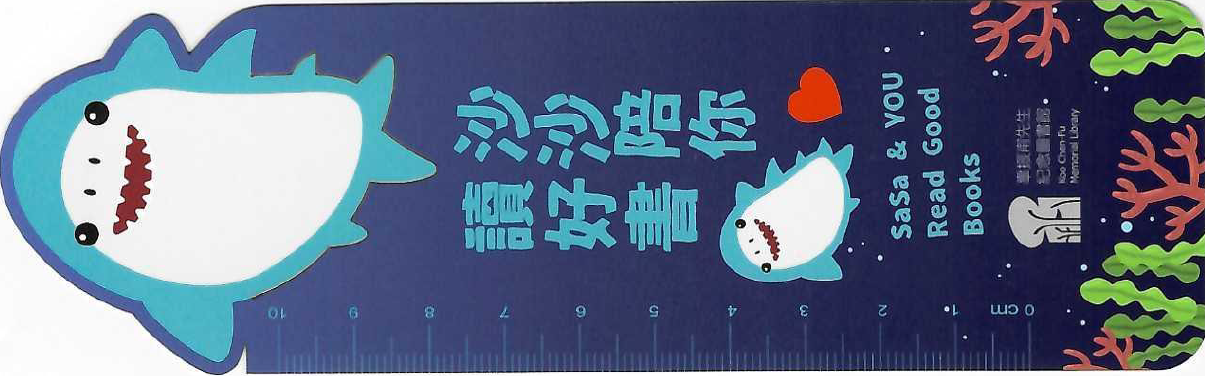 沙沙陪你
讀好書
SaSa & YOU
Read Good
Books
辜振甫先生
紀念圖書館
Koo Chen-Fu
Memorial Library
0 cm 1 2 3 4 5 6 7 8 9 10